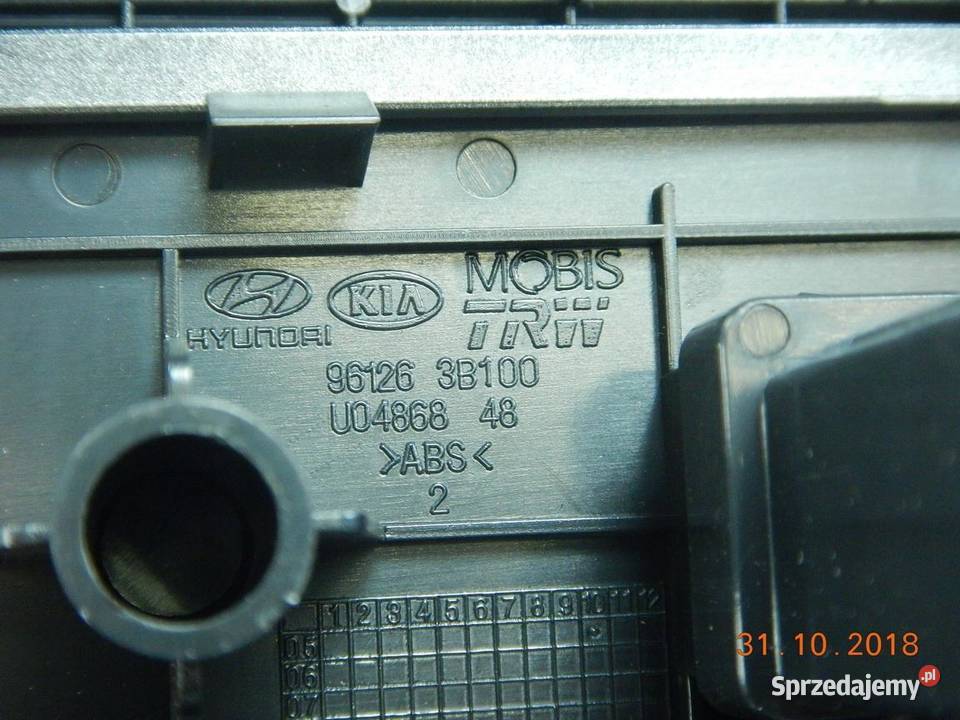 HYUNDAI
KIA
MOBIS
TRW
96126 3B100
U04868 48
>ABS<
2
1 2 3 4 5 6 7 8 9 10 11 12
05
06
07
31.10.2018
Sprzedajemy.pl